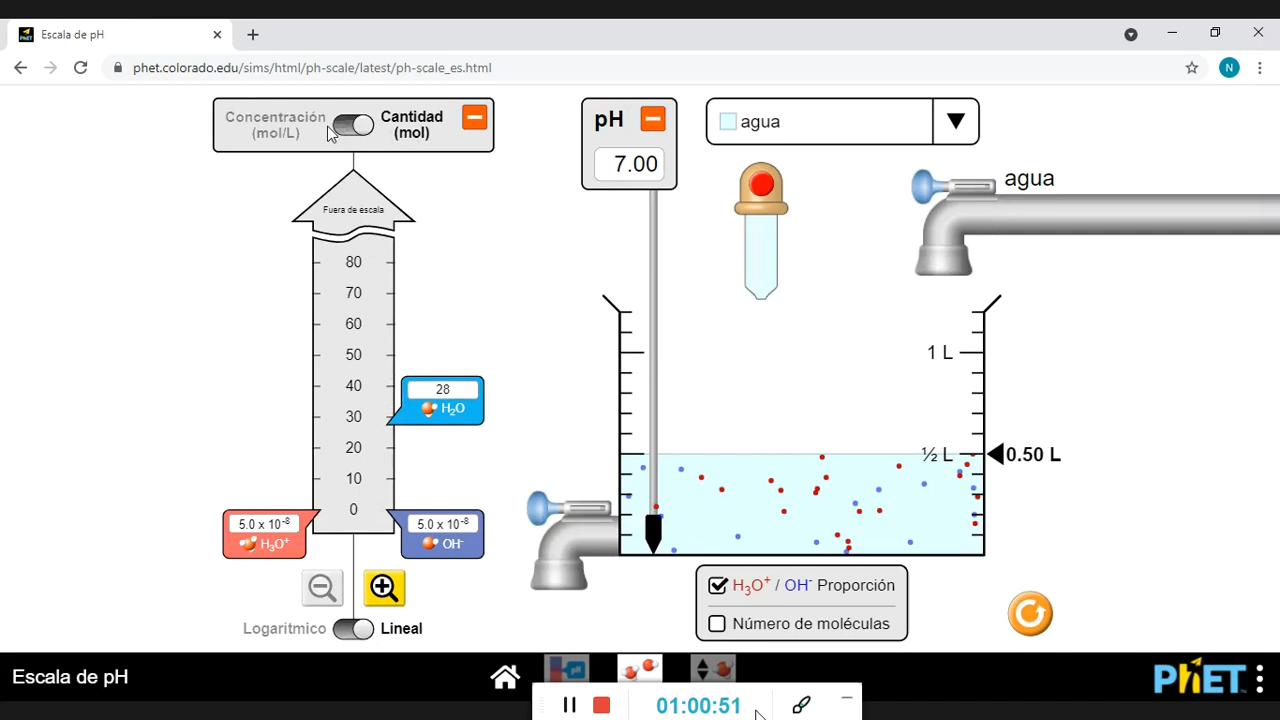 Escala de pH
N
phet.colorado.edu/sims/html/ph-scale/latest/ph-scale_es.html
Concentración
(mol/L)
Cantidad
(mol)
pH
7.00
agua
agua
Fuera de escala
80
70
60
50
40
30
20
10
0
28
H₂O
5.0 x 10⁻⁸
H₃O⁺
5.0 x 10⁻⁸
OH⁻
1 L
½ L
0.50 L
H₃O⁺ / OH⁻ Proporción
Número de moléculas
Logarítmico
Lineal
Escala de pH
pH
PhET
01:00:51